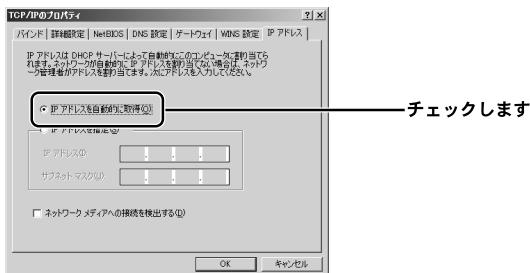 TCP/IPのプロパティ
バインド 詳細設定 NetBIOS DNS 設定 ゲートウェイ WINS 設定 IP アドレス
IP アドレスは DHCP サーバーによって自動的にこのコンピュータに割り当てら
れます。ネットワークが自動的に IP アドレスを割り当てない場合は、ネットワ
ーク管理者がアドレスを割り当てます。次にアドレスを入力してください。
IP アドレスを自動的に取得(O)
チェックします
IP アドレスを指定(S)
IP アドレス(I):
サブネット マスク(U):
ネットワーク メディアへの接続を検出する(D)
OK キャンセル